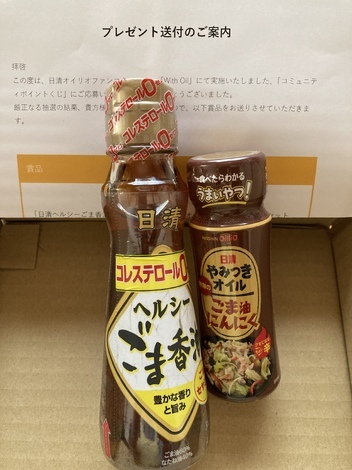 プレゼント送付のご案内
拝啓
この度は、日清オイリオファン
With Oil」にて実施いたしました、「コミュニテ
ィポイントくじ」にご応募い
とうございました。
厳正なる抽選の結果、貴方様
で、以下賞品をお送りさせていただきま
す。
賞品
「日清ヘルシーごま香
コレステロール0
日清
コレステロール
ヘルシー
ごま香油
豊かな香り
と旨み
食べたらわかる
うまいやつ!
日清
やみつき
オイル
ごま油
にんにく